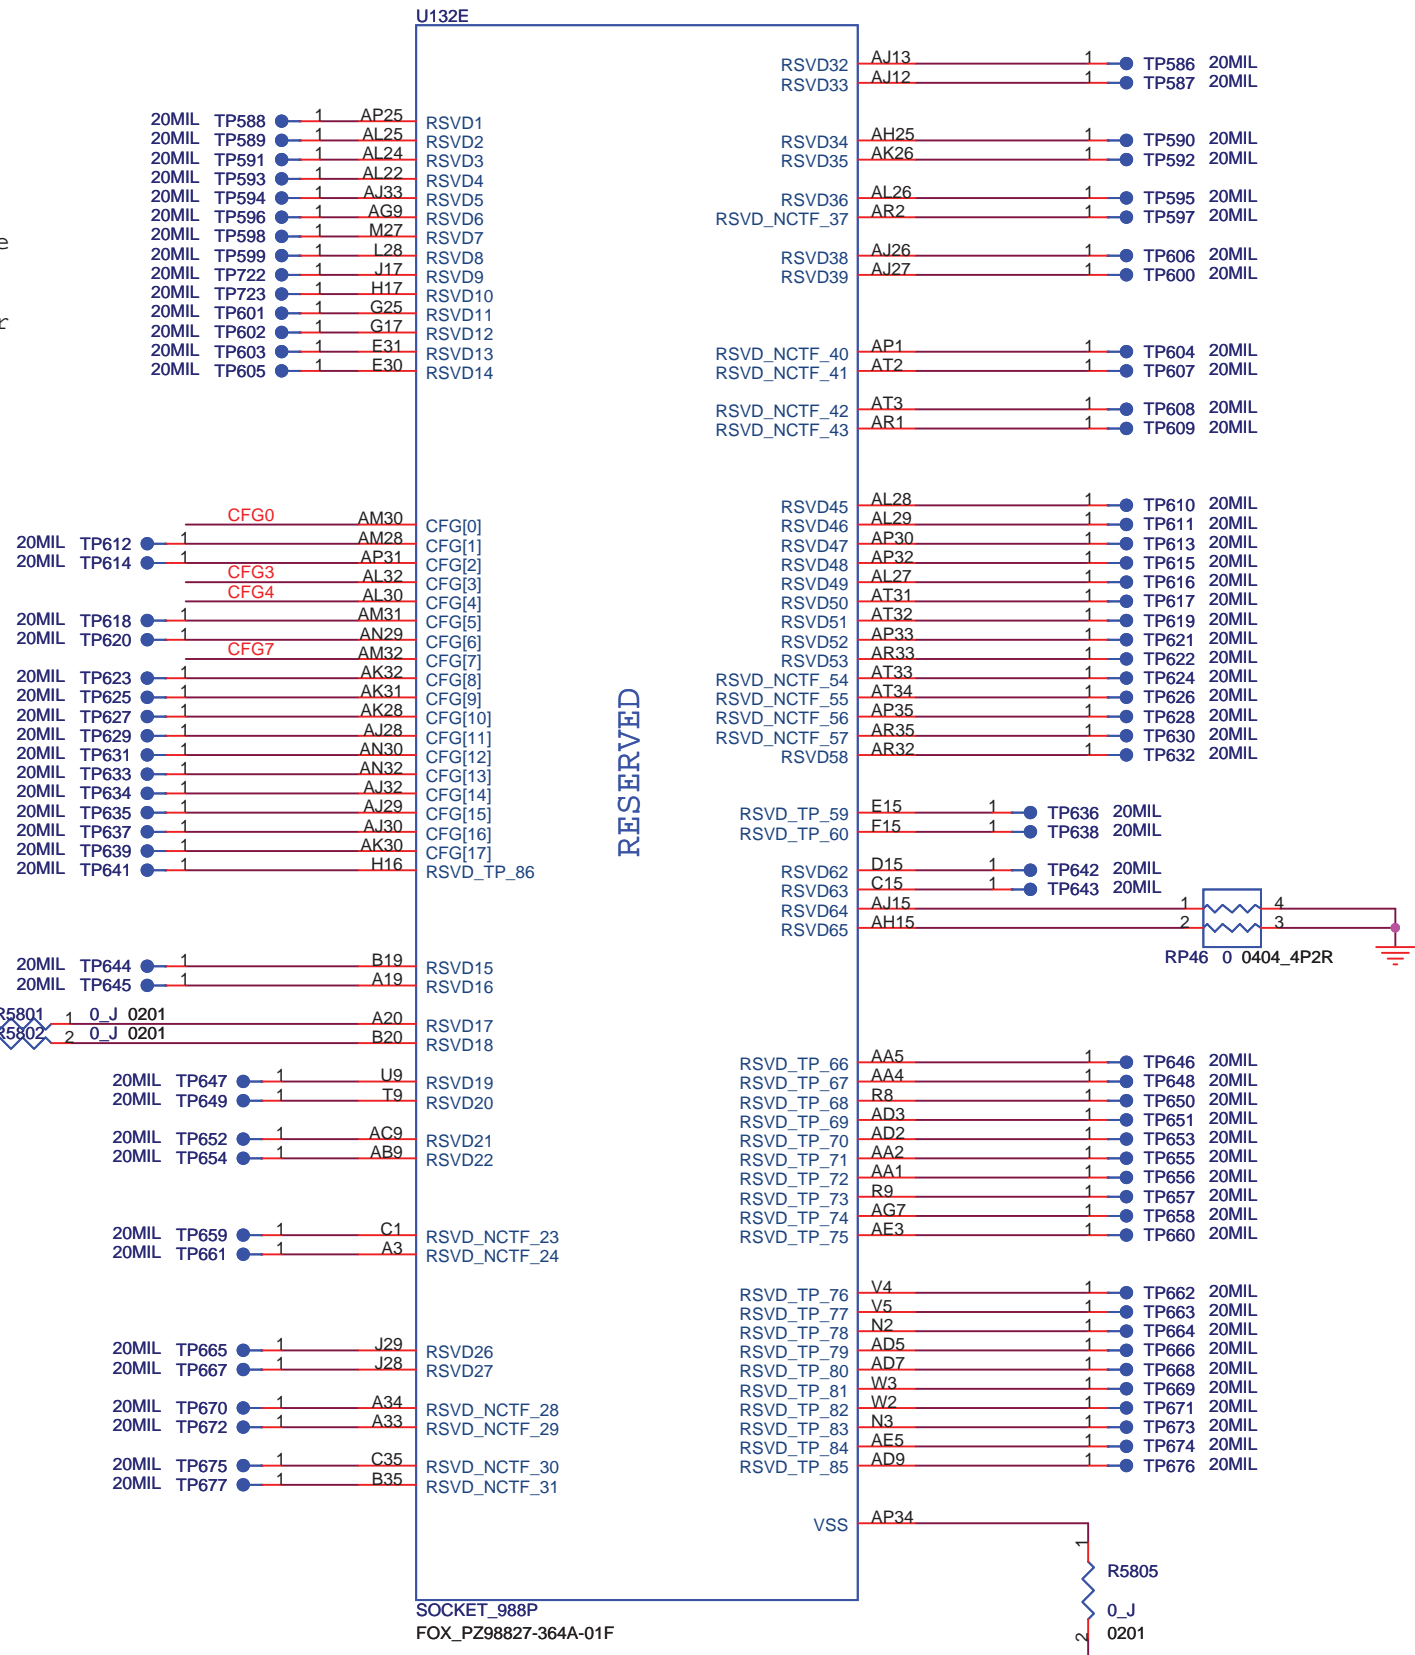 U132E
e
r
20MIL TP588 1 AP25 RSVD1
20MIL TP589 1 AL25 RSVD2
20MIL TP591 1 AL24 RSVD3
20MIL TP593 1 AL22 RSVD4
20MIL TP594 1 AJ33 RSVD5
20MIL TP596 1 AG9 RSVD6
20MIL TP598 1 M27 RSVD7
20MIL TP599 1 L28 RSVD8
20MIL TP722 1 J17 RSVD9
20MIL TP723 1 H17 RSVD10
20MIL TP601 1 G25 RSVD11
20MIL TP602 1 G17 RSVD12
20MIL TP603 1 E31 RSVD13
20MIL TP605 1 E30 RSVD14
CFG0 AM30 CFG[0]
20MIL TP612 1 AM28 CFG[1]
20MIL TP614 1 AP31 CFG[2]
CFG3 AL32 CFG[3]
CFG4 AL30 CFG[4]
20MIL TP618 1 AM31 CFG[5]
20MIL TP620 1 AN29 CFG[6]
CFG7 AM32 CFG[7]
20MIL TP623 1 AK32 CFG[8]
20MIL TP625 1 AK31 CFG[9]
20MIL TP627 1 AK28 CFG[10]
20MIL TP629 1 AJ28 CFG[11]
20MIL TP631 1 AN30 CFG[12]
20MIL TP633 1 AN32 CFG[13]
20MIL TP634 1 AJ32 CFG[14]
20MIL TP635 1 AJ29 CFG[15]
20MIL TP637 1 AJ30 CFG[16]
20MIL TP639 1 AK30 CFG[17]
20MIL TP641 1 H16 RSVD_TP_86
20MIL TP644 1 B19 RSVD15
20MIL TP645 1 A19 RSVD16
R5801 1 0_J 0201 A20 RSVD17
R5802 2 0_J 0201 B20 RSVD18
20MIL TP647 1 U9 RSVD19
20MIL TP649 1 T9 RSVD20
20MIL TP652 1 AC9 RSVD21
20MIL TP654 1 AB9 RSVD22
20MIL TP659 1 C1 RSVD_NCTF_23
20MIL TP661 1 A3 RSVD_NCTF_24
20MIL TP665 1 J29 RSVD26
20MIL TP667 1 J28 RSVD27
20MIL TP670 1 A34 RSVD_NCTF_28
20MIL TP672 1 A33 RSVD_NCTF_29
20MIL TP675 1 C35 RSVD_NCTF_30
20MIL TP677 1 B35 RSVD_NCTF_31
RESERVED
RSVD32 AJ13 1 TP586 20MIL
RSVD33 AJ12 1 TP587 20MIL
RSVD34 AH25 1 TP590 20MIL
RSVD35 AK26 1 TP592 20MIL
RSVD36 AL26 1 TP595 20MIL
RSVD_NCTF_37 AR2 1 TP597 20MIL
RSVD38 AJ26 1 TP606 20MIL
RSVD39 AJ27 1 TP600 20MIL
RSVD_NCTF_40 AP1 1 TP604 20MIL
RSVD_NCTF_41 AT2 1 TP607 20MIL
RSVD_NCTF_42 AT3 1 TP608 20MIL
RSVD_NCTF_43 AR1 1 TP609 20MIL
RSVD45 AL28 1 TP610 20MIL
RSVD46 AL29 1 TP611 20MIL
RSVD47 AP30 1 TP613 20MIL
RSVD48 AP32 1 TP615 20MIL
RSVD49 AL27 1 TP616 20MIL
RSVD50 AT31 1 TP617 20MIL
RSVD51 AT32 1 TP619 20MIL
RSVD52 AP33 1 TP621 20MIL
RSVD53 AR33 1 TP622 20MIL
RSVD_NCTF_54 AT33 1 TP624 20MIL
RSVD_NCTF_55 AT34 1 TP626 20MIL
RSVD_NCTF_56 AP35 1 TP628 20MIL
RSVD_NCTF_57 AR35 1 TP630 20MIL
RSVD58 AR32 1 TP632 20MIL
RSVD_TP_59 E15 1 TP636 20MIL
RSVD_TP_60 F15 1 TP638 20MIL
RSVD62 D15 1 TP642 20MIL
RSVD63 C15 1 TP643 20MIL
RSVD64 AJ15 1 4
RSVD65 AH15 2 3
RP46 0 0404_4P2R
RSVD_TP_66 AA5 1 TP646 20MIL
RSVD_TP_67 AA4 1 TP648 20MIL
RSVD_TP_68 R8 1 TP650 20MIL
RSVD_TP_69 AD3 1 TP651 20MIL
RSVD_TP_70 AD2 1 TP653 20MIL
RSVD_TP_71 AA2 1 TP655 20MIL
RSVD_TP_72 AA1 1 TP656 20MIL
RSVD_TP_73 R9 1 TP657 20MIL
RSVD_TP_74 AG7 1 TP658 20MIL
RSVD_TP_75 AE3 1 TP660 20MIL
RSVD_TP_76 V4 1 TP662 20MIL
RSVD_TP_77 V5 1 TP663 20MIL
RSVD_TP_78 N2 1 TP664 20MIL
RSVD_TP_79 AD5 1 TP666 20MIL
RSVD_TP_80 AD7 1 TP668 20MIL
RSVD_TP_81 W3 1 TP669 20MIL
RSVD_TP_82 W2 1 TP671 20MIL
RSVD_TP_83 N3 1 TP673 20MIL
RSVD_TP_84 AE5 1 TP674 20MIL
RSVD_TP_85 AD9 1 TP676 20MIL
VSS AP34
1
R5805
0_J
2 0201
SOCKET_988P
FOX_PZ98827-364A-01F